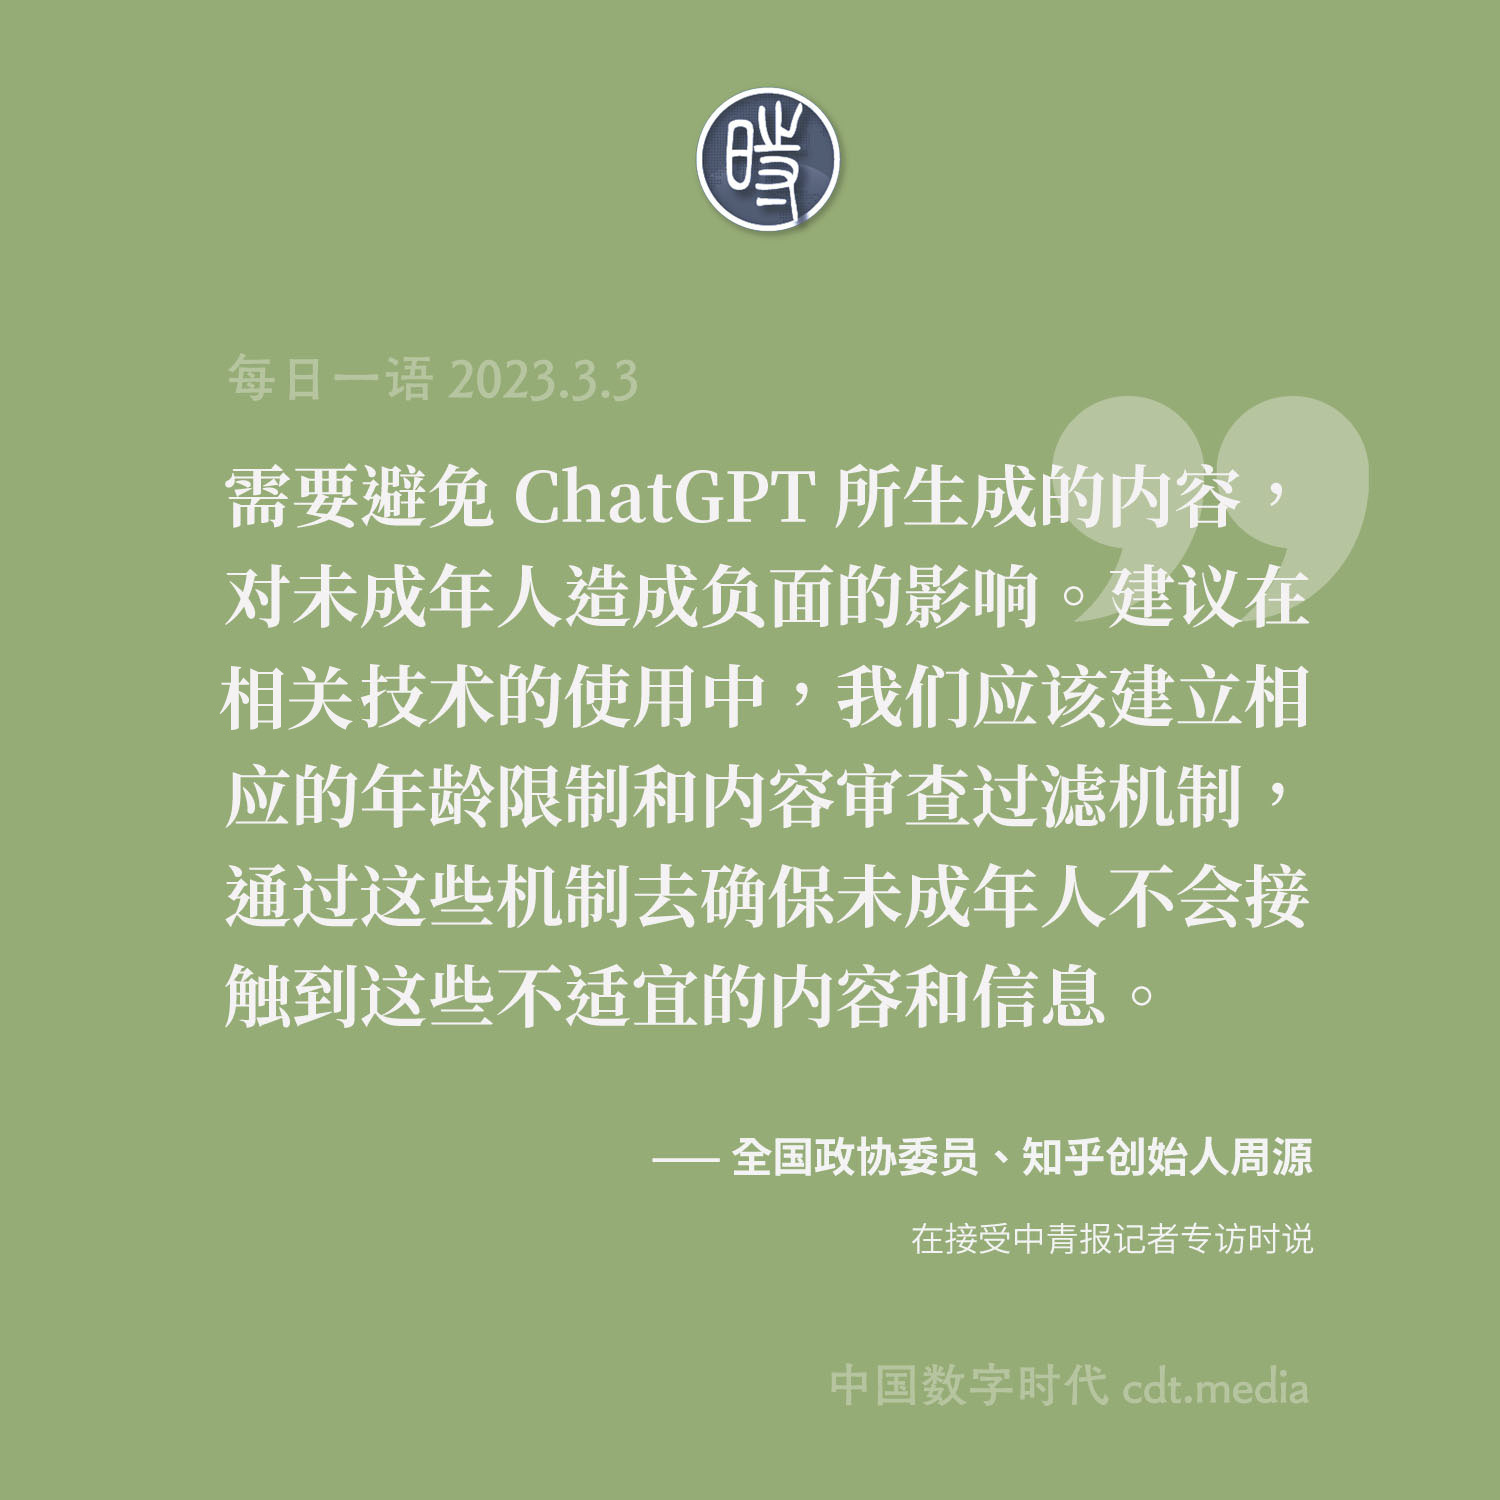 時
每日一语 2023.3.3
需要避免 ChatGPT 所生成的内容，
对未成年人造成负面的影响。建议在
相关技术的使用中，我们应该建立相
应的年龄限制和内容审查过滤机制，
通过这些机制去确保未成年人不会接
触到这些不适宜的内容和信息。
—— 全国政协委员、知乎创始人周源
在接受中青报记者专访时说
中国数字时代 cdt.media